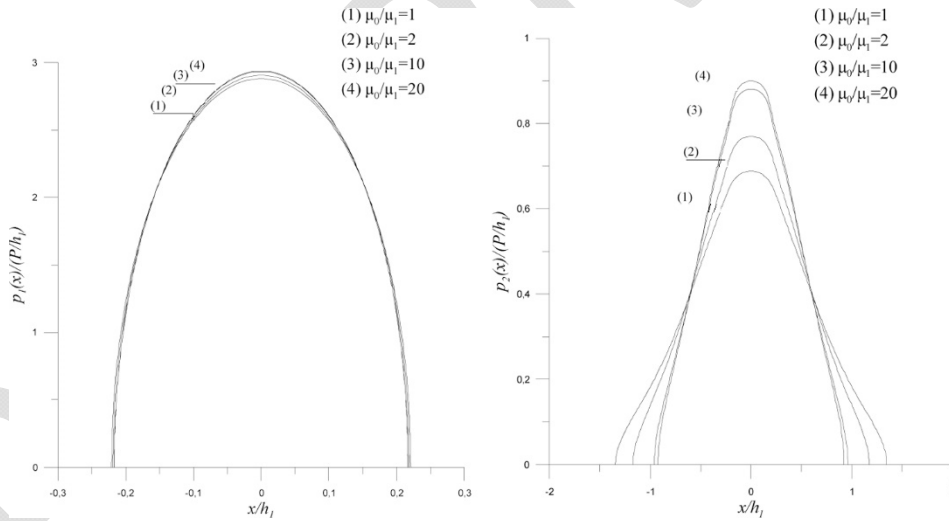 (1) μ₀/μ₁=1
(2) μ₀/μ₁=2
(3) μ₀/μ₁=10
(4) μ₀/μ₁=20
3
2
1
0
p₁(x)/(P/h₁)
(4)
(3)
(2)
(1)
-0,3
-0,2
-0,1
0
0,1
0,2
0,3
x/h₁
(1) μ₀/μ₁=1
(2) μ₀/μ₁=2
(3) μ₀/μ₁=10
(4) μ₀/μ₁=20
1
0,8
0,6
0,4
0,2
0
p₂(x)/(P/h₁)
(4)
(3)
(2)
(1)
-2
-1
0
1
x/h₁